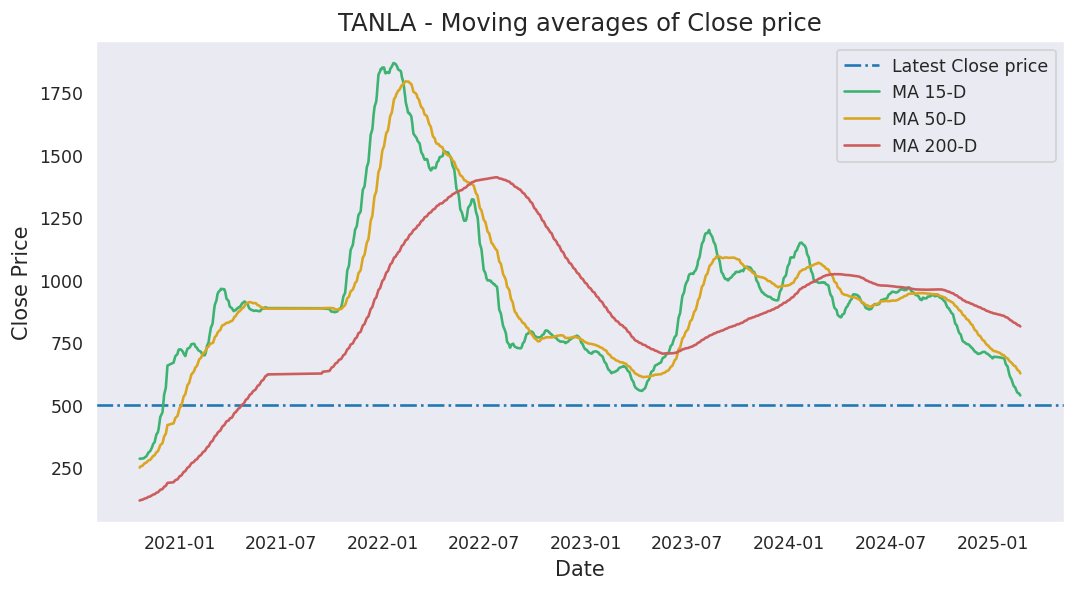 TANLA - Moving averages of Close price
Latest Close price
MA 15-D
MA 50-D
MA 200-D
1750
1500
1250
1000
750
500
250
Close Price
2021-01 2021-07 2022-01 2022-07 2023-01 2023-07 2024-01 2024-07 2025-01
Date